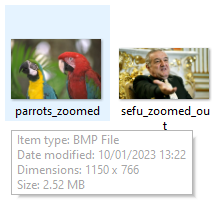 parrots_zoomed
sefu_zoomed_ou
t
Item type: BMP File
Date modified: 10/01/2023 13:22
Dimensions: 1150 x 766
Size: 2.52 MB